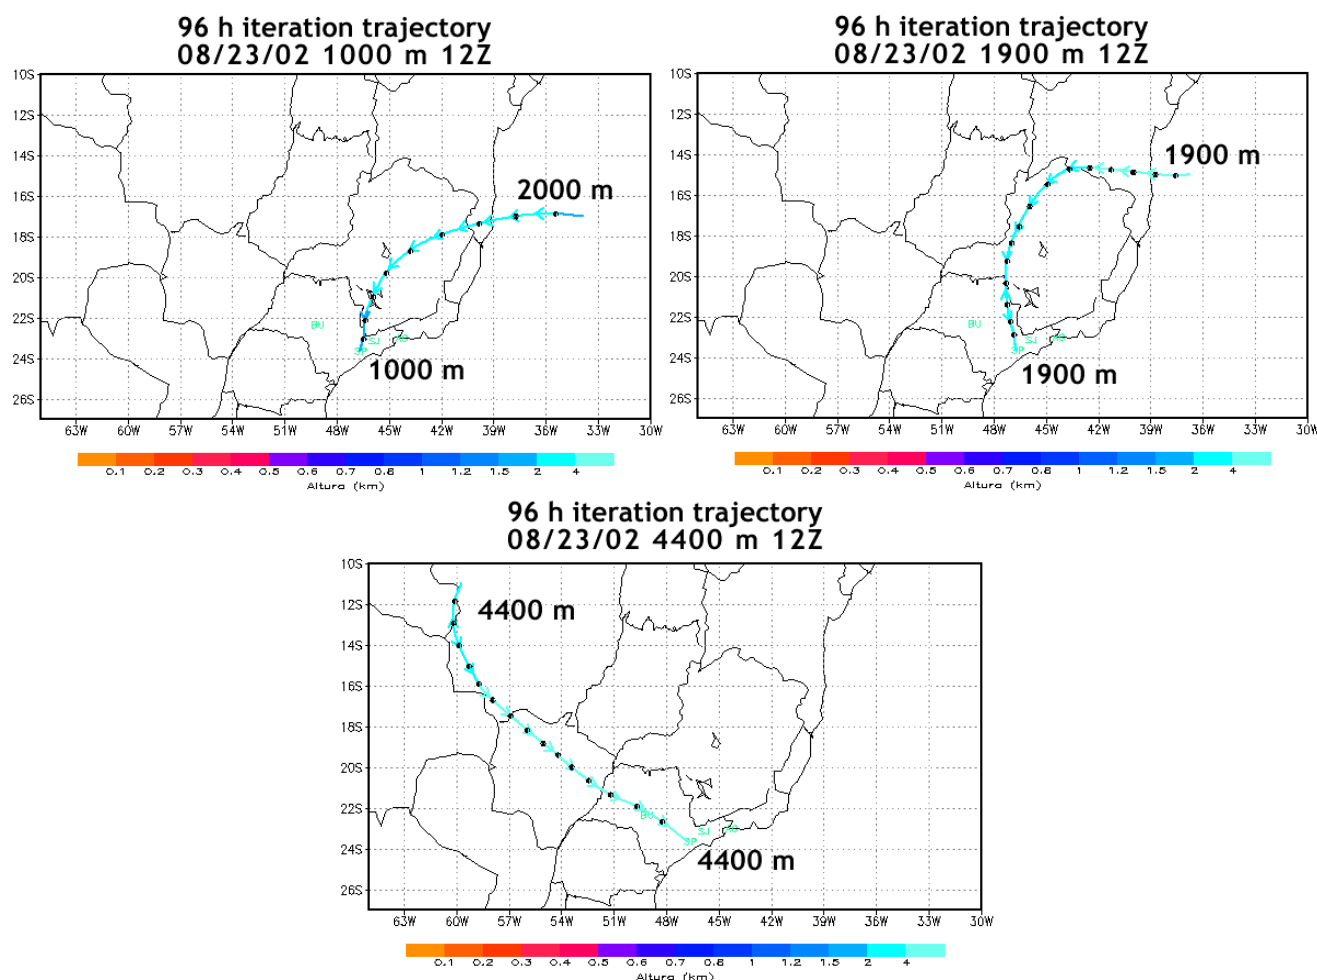 96 h iteration trajectory
08/23/02 1000 m 12Z
10S
12S
14S
16S
18S
20S
22S
24S
26S
2000 m
BU
SJ
SP
1000 m
63W 60W 57W 54W 51W 48W 45W 42W 39W 36W 33W 30W
0.1 0.2 0.3 0.4 0.5 0.6 0.7 0.8 1 1.2 1.5 2 4
Altura (km)
96 h iteration trajectory
08/23/02 1900 m 12Z
10S
12S
14S
16S
18S
20S
22S
24S
26S
1900 m
BU
SJ
SP
1900 m
63W 60W 57W 54W 51W 48W 45W 42W 39W 36W 33W 30W
0.1 0.2 0.3 0.4 0.5 0.6 0.7 0.8 1 1.2 1.5 2 4
Altura (km)
96 h iteration trajectory
08/23/02 4400 m 12Z
10S
12S
14S
16S
18S
20S
22S
24S
26S
4400 m
BU
SJ
SP
4400 m
63W 60W 57W 54W 51W 48W 45W 42W 39W 36W 33W 30W
0.1 0.2 0.3 0.4 0.5 0.6 0.7 0.8 1 1.2 1.5 2 4
Altura (km)